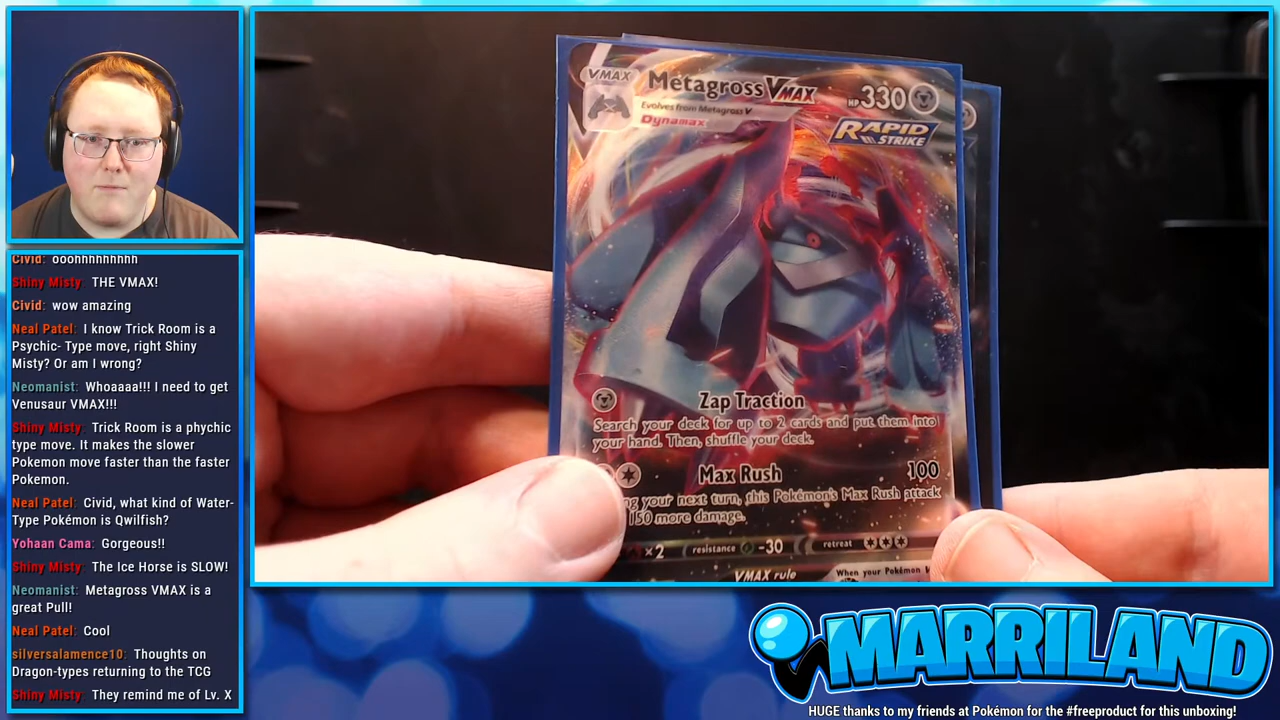 Civid: ooohhhhhhhhh
Shiny Misty: THE VMAX!
Civid: wow amazing
Neal Patel: I know Trick Room is a
Psychic- Type move, right Shiny
Misty? Or am I wrong?
Neomanist: Whoaaaa!!! I need to get
Venusaur VMAX!!!
Shiny Misty: Trick Room is a phychic
type move. It makes the slower
Pokemon move faster than the faster
Pokemon.
Neal Patel: Civid, what kind of Water-
Type Pokémon is Qwilfish?
Yohaan Cama: Gorgeous!!
Shiny Misty: The Ice Horse is SLOW!
Neomanist: Metagross VMAX is a
great Pull!
Neal Patel: Cool
silversalamence10: Thoughts on
Dragon-types returning to the TCG
Shiny Misty: They remind me of Lv. X
VMAX
Metagross VMAX
HP 330
Evolves from Metagross V
Dynamax
RAPID
STRIKE
Zap Traction
Search your deck for up to 2 cards and put them into
your hand. Then, shuffle your deck.
Max Rush 100
your next turn, this Pokémon's Max Rush attack
150 more damage.
×2 resistance -30 retreat
VMAX rule When your Pokémon
MARRILAND
HUGE thanks to my friends at Pokémon for the #freeproduct for this unboxing!